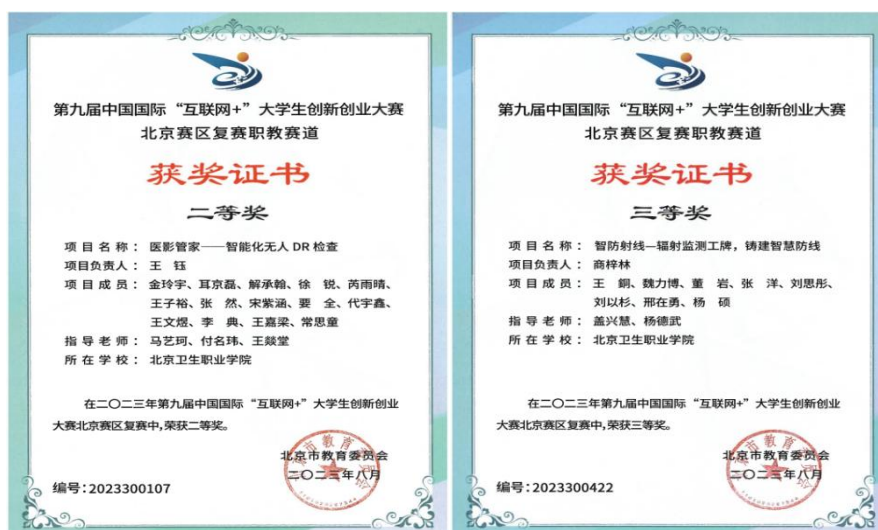 第九届中国国际“互联网+”大学生创新创业大赛
北京赛区复赛职教赛道
获奖证书
二等奖
项目名称：医影管家——智能化无人 DR 检查
项目负责人：王 钰
项目成员：金玲宇、耳京磊、解承翰、徐 锐、芮雨晴、
王子裕、张 然、宋紫涵、要 全、代宇鑫、
王文煜、李 典、王嘉梁、常思童
指导老师：马艺珂、付名玮、王燚堂
所在学校：北京卫生职业学院
在二〇二三年第九届中国国际“互联网+”大学生创新创业
大赛北京赛区复赛中,荣获二等奖。
北京市教育委员会
二〇二三年八月
编号:2023300107
第九届中国国际“互联网+”大学生创新创业大赛
北京赛区复赛职教赛道
获奖证书
三等奖
项目名称：智防射线—辐射监测工牌，铸建智慧防线
项目负责人：商梓林
项目成员：王 銅、魏力博、董 岩、张 洋、刘思彤、
刘以杉、邢在勇、杨 硕
指导老师：盖兴慧、杨德武
所在学校：北京卫生职业学院
在二〇二三年第九届中国国际“互联网+”大学生创新创业
大赛北京赛区复赛中,荣获三等奖。
北京市教育委员会
二〇二三年八月
编号:2023300422